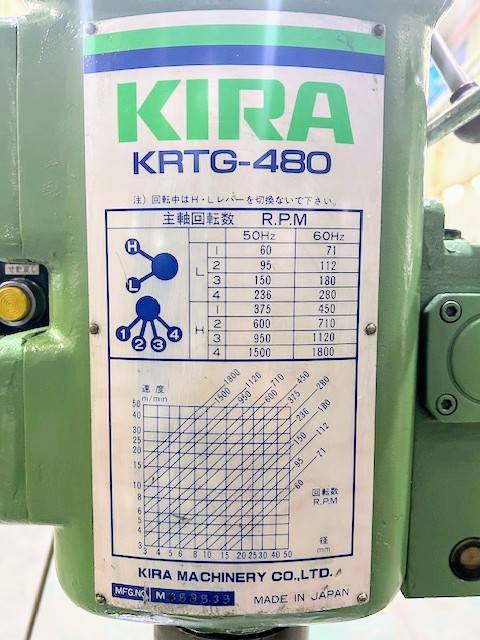 KIRA
KRTG-480
注）回転中はH・Lレバーを切換ないで下さい。
主軸回転数 R.P.M
50Hz 60Hz
H L 1 60 71
L 2 95 112
3 150 180
4 236 280
H 1 375 450
1 2 3 4 2 600 710
3 950 1120
4 1500 1800
寸動戻し
速度
m/min
1800 1120 710 450 280
1500 950 600 375 180
236 112
150 71
95
60
50
40
30
25
20
15
10
8
6
5
4
3
3 4 5 6 8 10 15 20 25 30 40 50
回転数
R.P.M
径
mm
KIRA MACHINERY CO.,LTD.
MFG.NO. M
MADE IN JAPAN